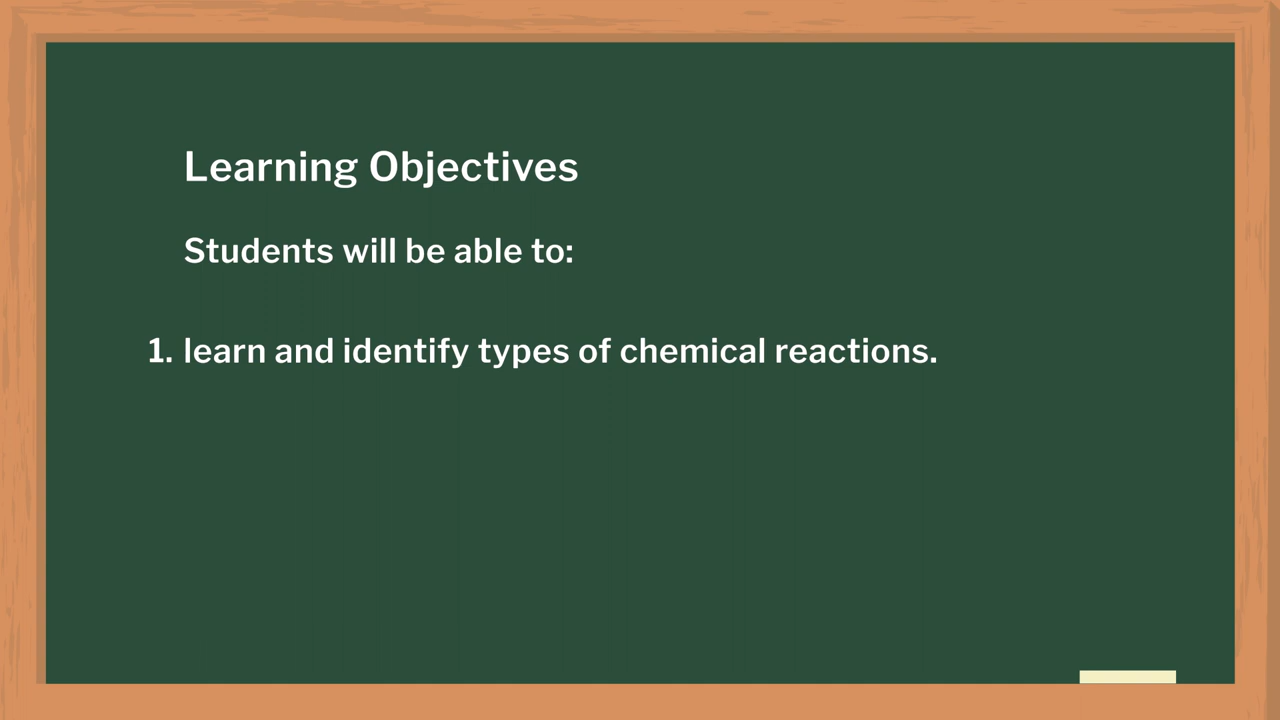 Learning Objectives
Students will be able to:
1. learn and identify types of chemical reactions.